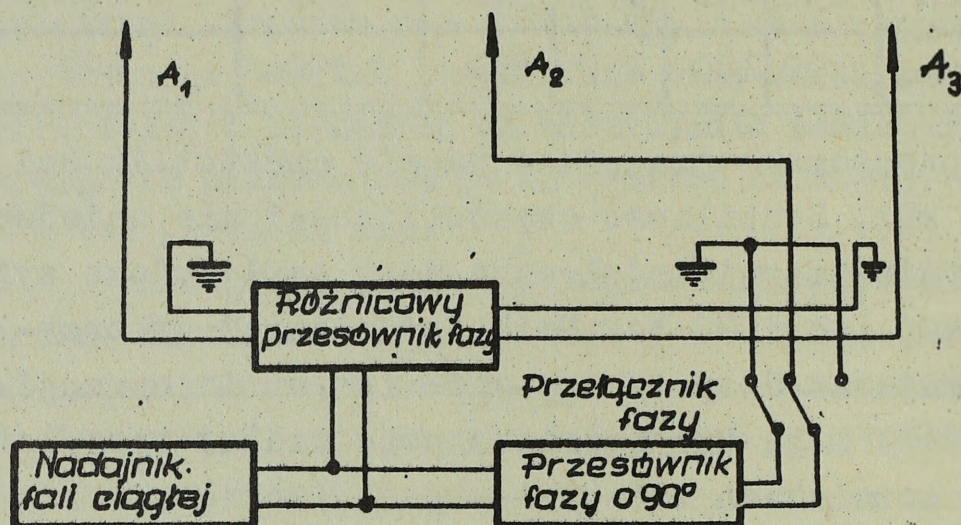 A₁
A₂
A₃
Różnicowy
przesównik fazy
Przełącznik
fazy
Nadajnik.
fali ciągłej
Przesównik
fazy o 90°